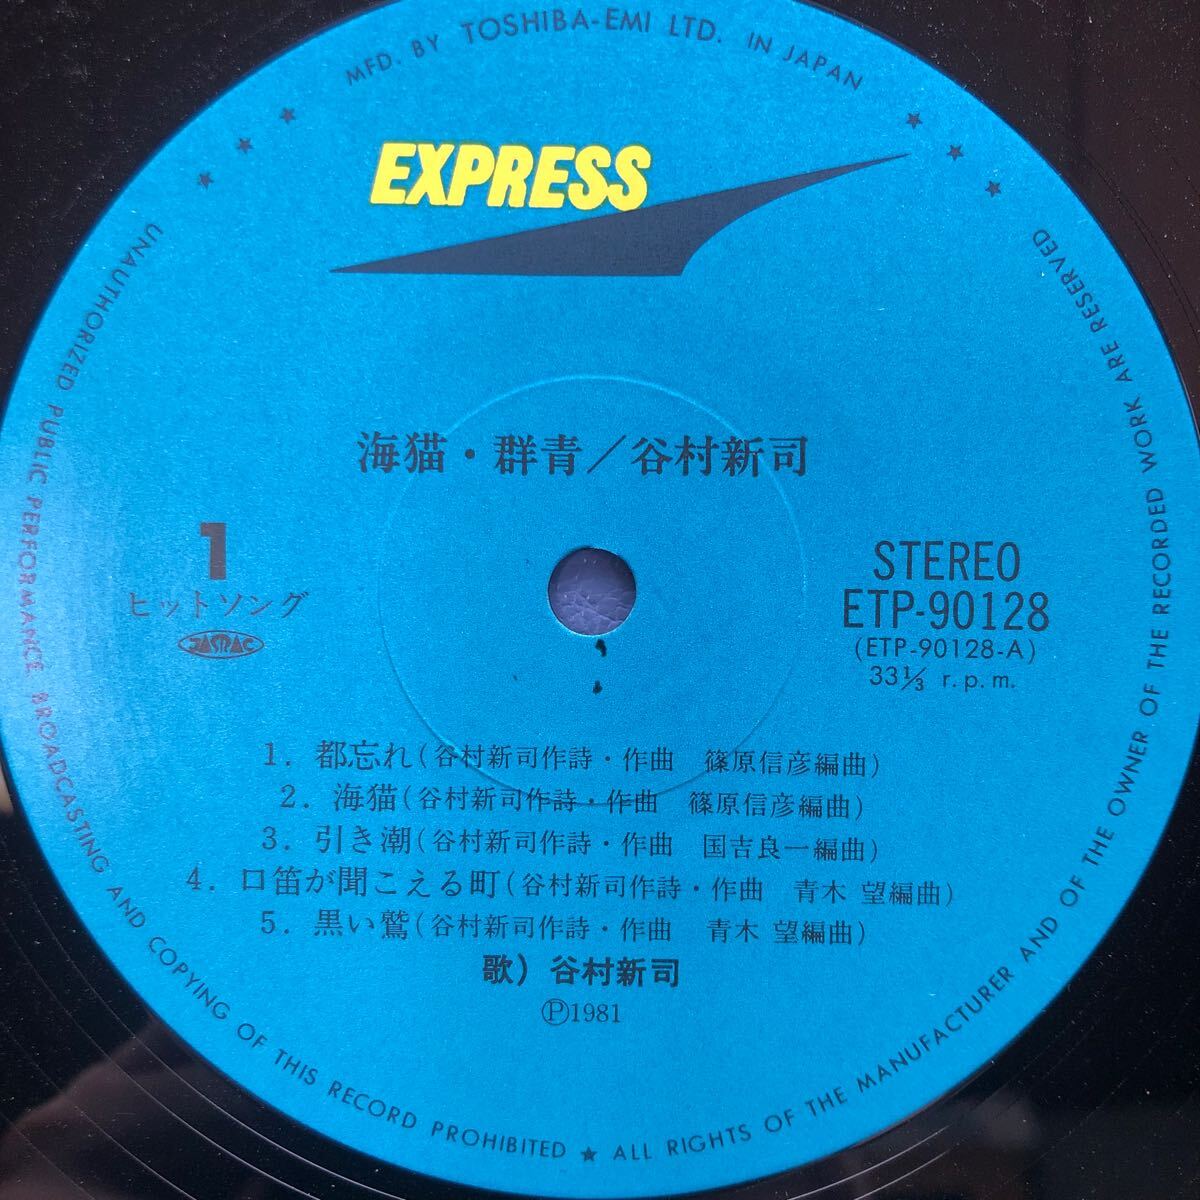 MFD. BY TOSHIBA-EMI LTD. IN JAPAN
EXPRESS
海猫・群青／谷村新司
1
ヒットソング
JASRAC
STEREO
ETP-90128
(ETP-90128-A)
33⅓ r.p.m.
1. 都忘れ(谷村新司作詩・作曲　篠原信彦編曲)
2. 海猫(谷村新司作詩・作曲　篠原信彦編曲)
3. 引き潮(谷村新司作詩・作曲　国吉良一編曲)
4. 口笛が聞こえる町(谷村新司作詩・作曲　青木 望編曲)
5. 黒い鷲(谷村新司作詩・作曲　青木 望編曲)
歌）谷村新司
Ⓟ1981
UNAUTHORIZED PUBLIC PERFORMANCE BROADCASTING AND COPYING OF THIS RECORD PROHIBITED ★ ALL RIGHTS OF THE MANUFACTURER AND OF THE OWNER OF THE RECORDED WORK ARE RESERVED